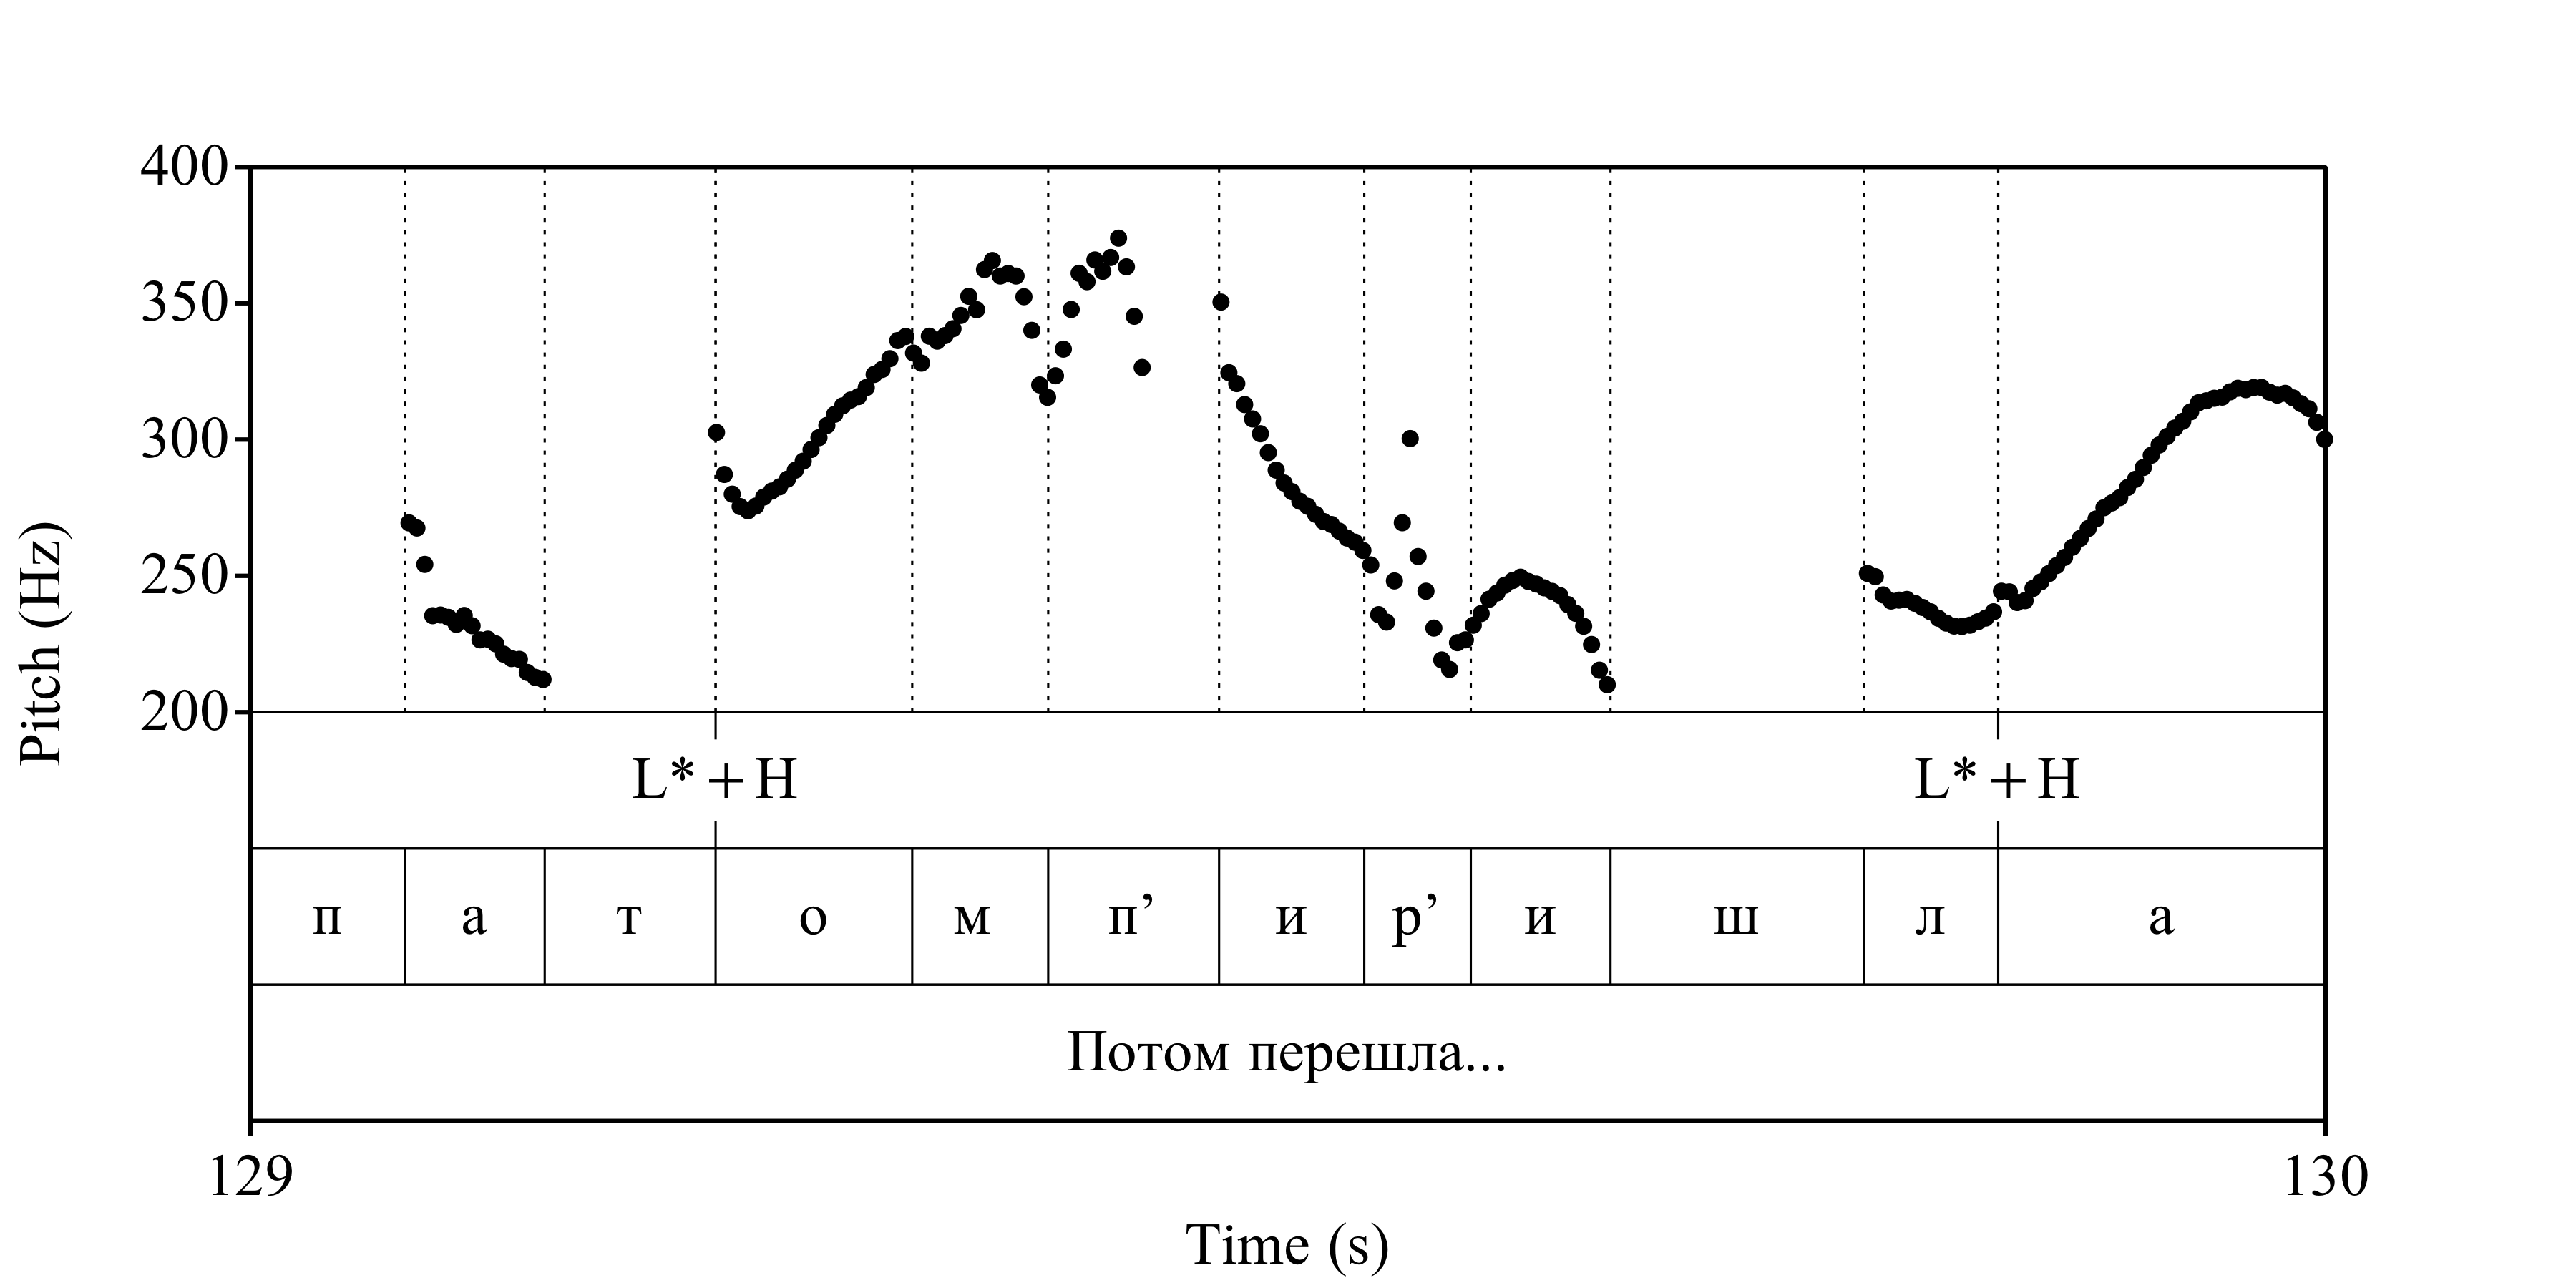 400
350
300
250
200
Pitch (Hz)
L* + H L* + H
п а т о м п’ и р’ и ш л а
Потом перешла...
129 130
Time (s)